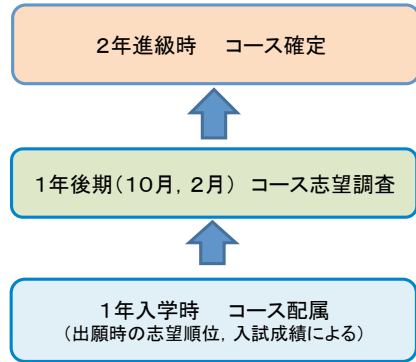 ２年進級時　コース確定
１年後期（１０月，２月）　コース志望調査
１年入学時　コース配属
（出願時の志望順位，入試成績による）